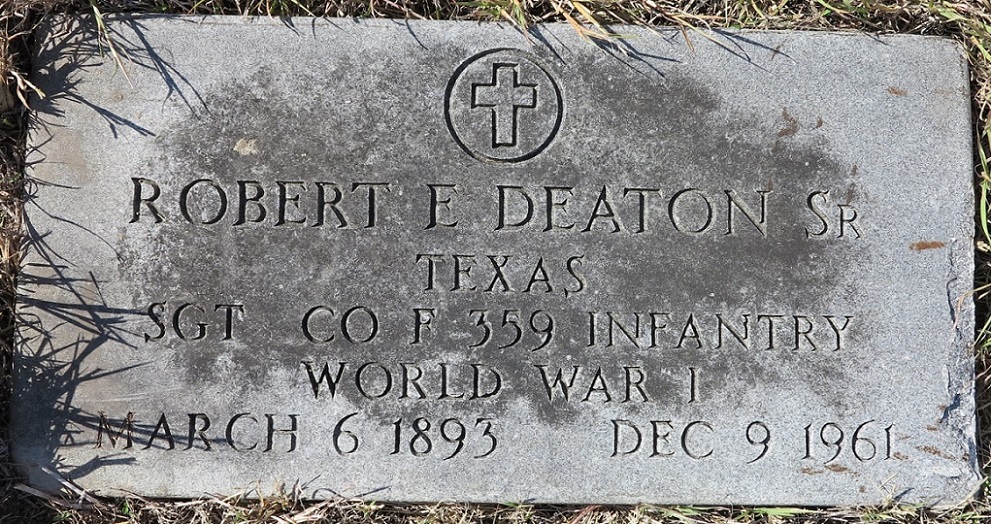 ROBERT E DEATON SR
TEXAS
SGT CO F 359 INFANTRY
WORLD WAR I
MARCH 6 1893 DEC 9 1961